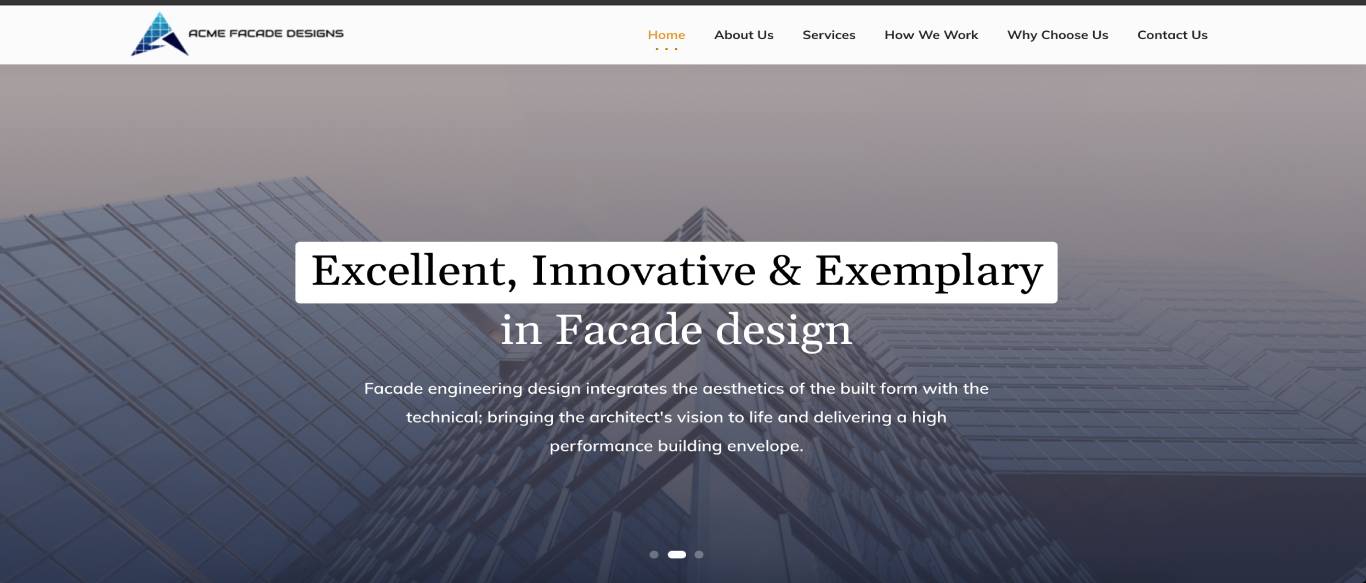 ACME FACADE DESIGNS
Home About Us Services How We Work Why Choose Us Contact Us
Excellent, Innovative & Exemplary
in Facade design
Facade engineering design integrates the aesthetics of the built form with the
technical; bringing the architect's vision to life and delivering a high
performance building envelope.